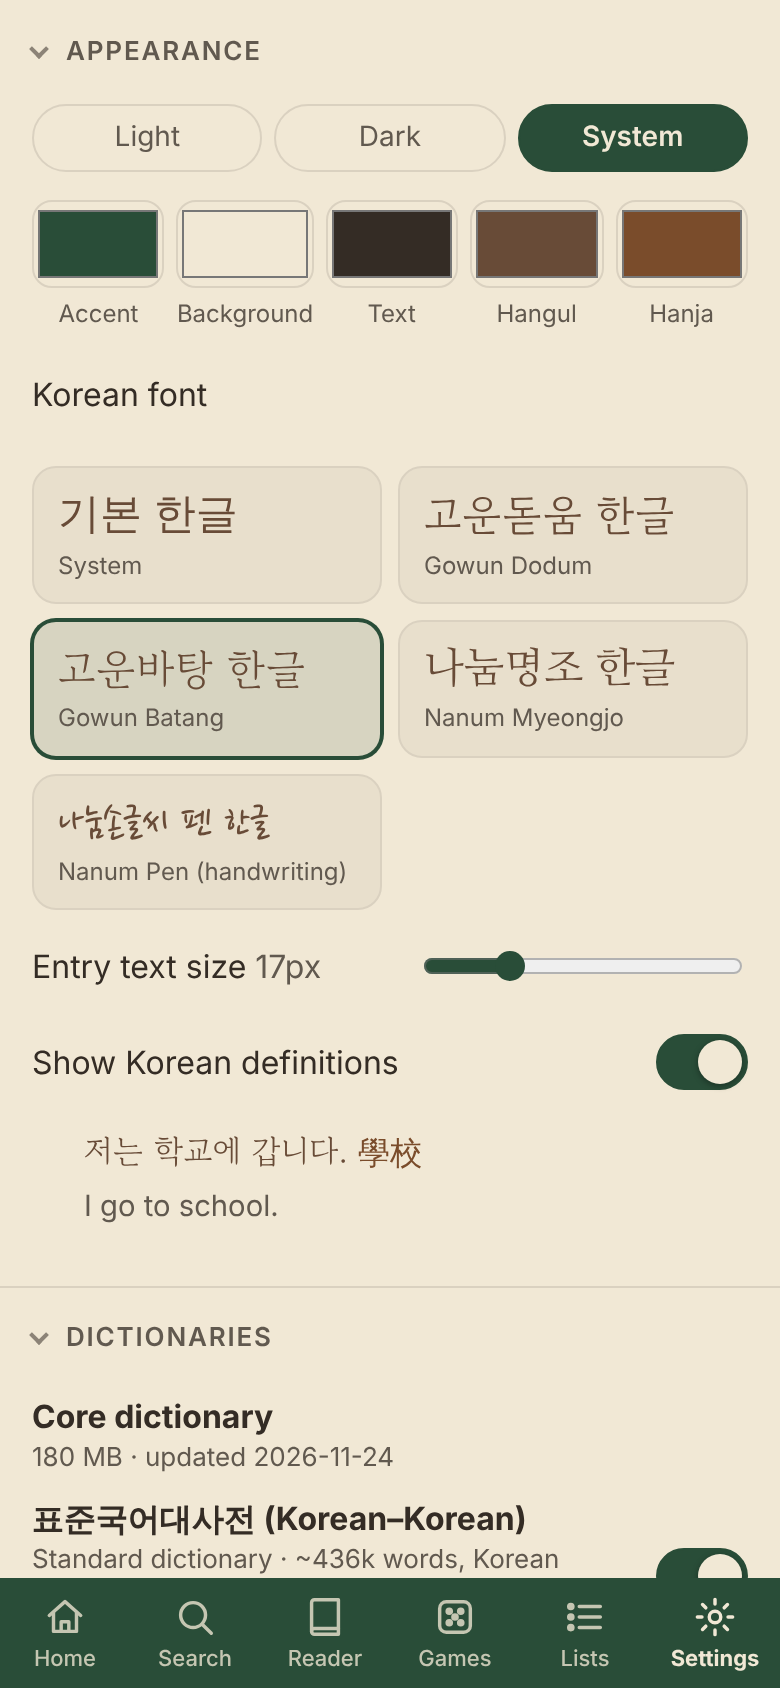 APPEARANCE
Light Dark System
Accent Background Text Hangul Hanja
Korean font
기본 한글
System
고운돋움 한글
Gowun Dodum
고운바탕 한글
Gowun Batang
나눔명조 한글
Nanum Myeongjo
나눔손글씨 펜 한글
Nanum Pen (handwriting)
Entry text size 17px
Show Korean definitions
저는 학교에 갑니다. 學校
I go to school.
DICTIONARIES
Core dictionary
180 MB · updated 2026-11-24
표준국어대사전 (Korean–Korean)
Standard dictionary · ~436k words, Korean
Home Search Reader Games Lists Settings